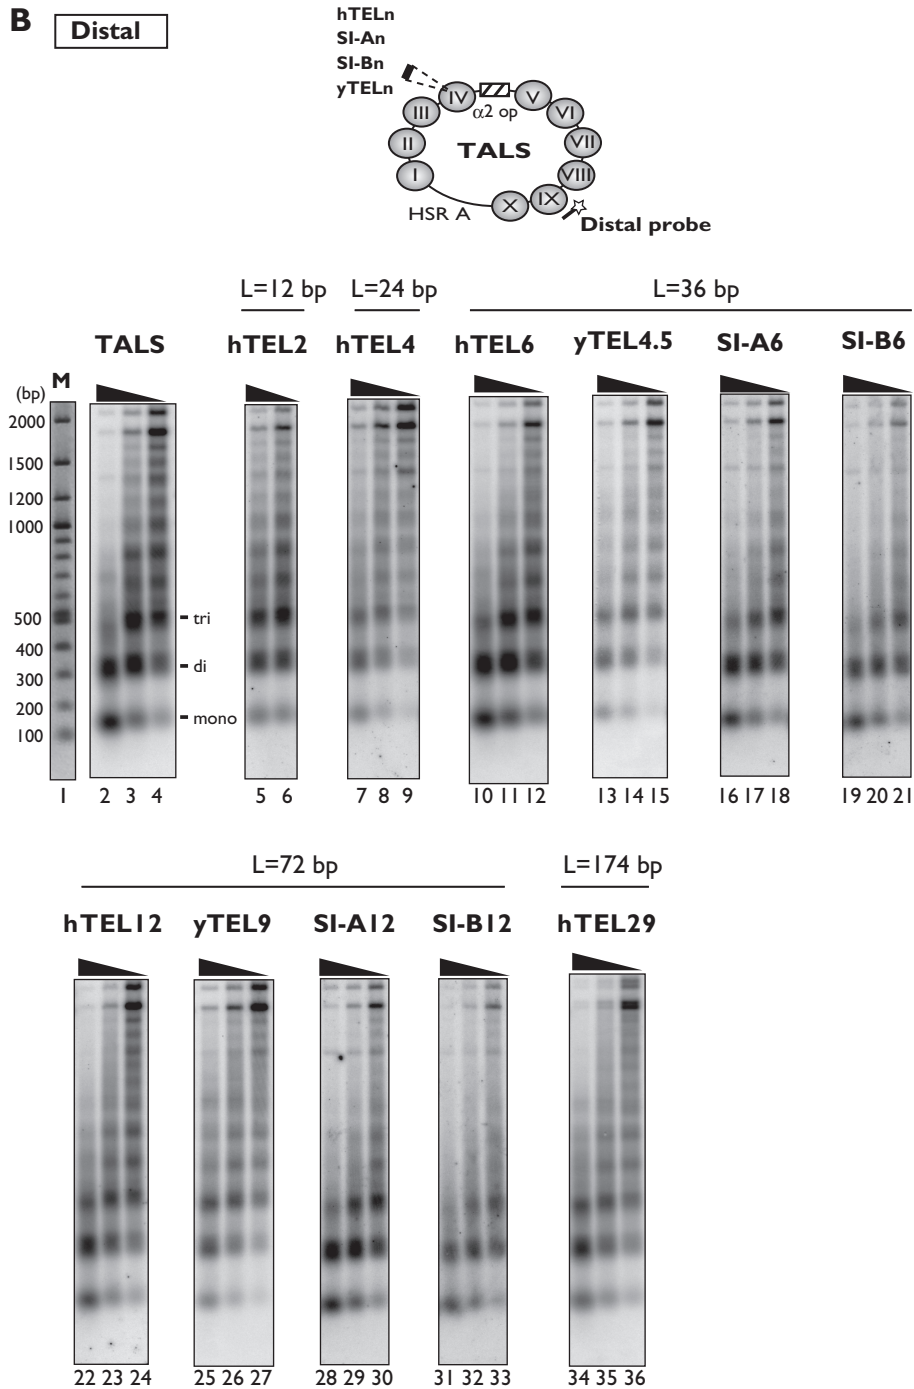 B Distal
hTELn
SI-An
SI-Bn
yTELn
IV V
α2 op
III VI
II TALS VII
I VIII
HSR A X IX
Distal probe
L=12 bp L=24 bp L=36 bp
TALS hTEL2 hTEL4 hTEL6 yTEL4.5 SI-A6 SI-B6
M
(bp)
2000
1500
1200
1000
500 tri
400
di
300
200
mono
100
1 2 3 4 5 6 7 8 9 10 11 12 13 14 15 16 17 18 19 20 21
L=72 bp L=174 bp
hTEL12 yTEL9 SI-A12 SI-B12 hTEL29
22 23 24 25 26 27 28 29 30 31 32 33 34 35 36